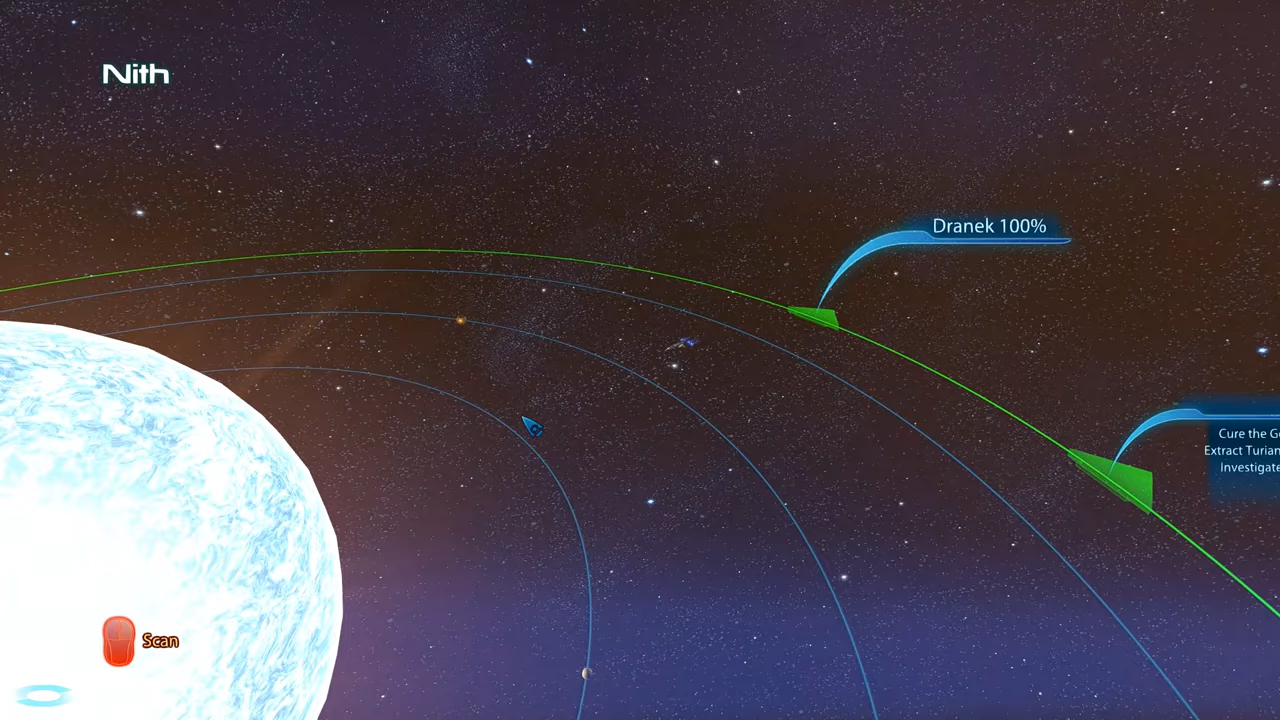 Nith
Dranek 100%
Cure the
Extract Turian
Investigate
Scan